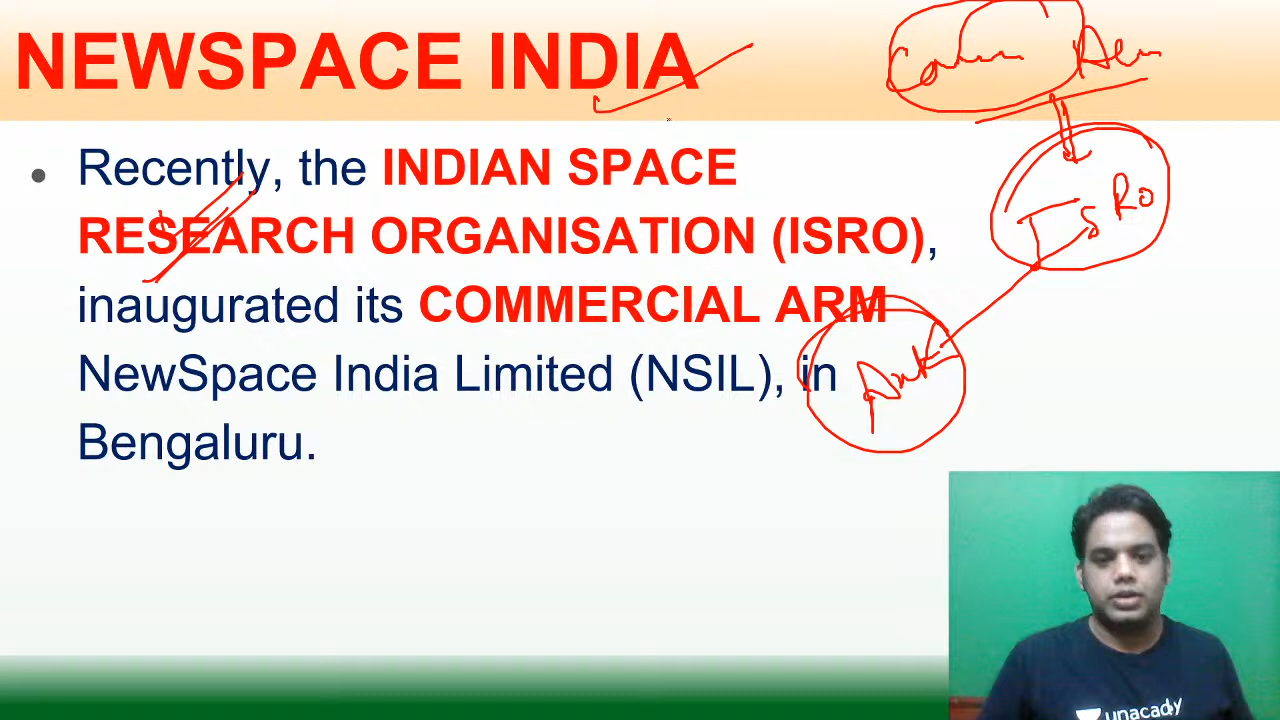 NEWSPACE INDIA
Recently, the INDIAN SPACE
RESEARCH ORGANISATION (ISRO),
inaugurated its COMMERCIAL ARM
NewSpace India Limited (NSIL), in
Bengaluru.
ISRO
unacademy